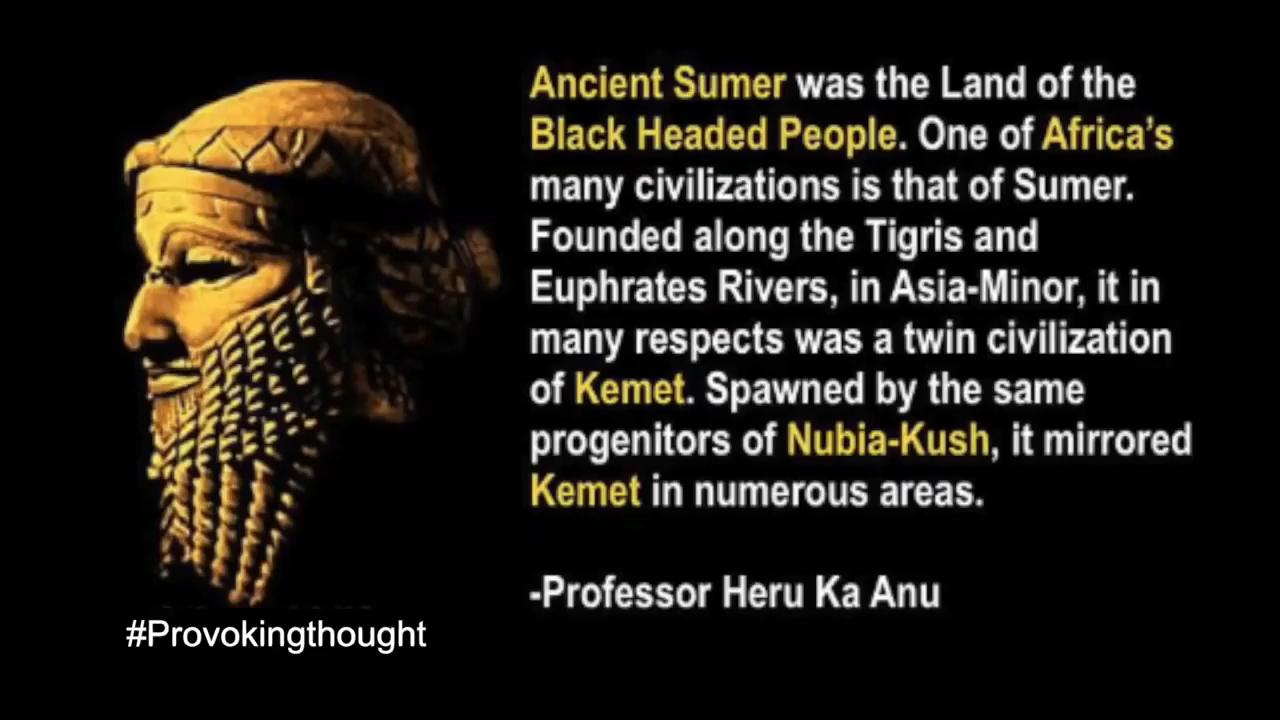 Ancient Sumer was the Land of the
Black Headed People. One of Africa's
many civilizations is that of Sumer.
Founded along the Tigris and
Euphrates Rivers, in Asia-Minor, it in
many respects was a twin civilization
of Kemet. Spawned by the same
progenitors of Nubia-Kush, it mirrored
Kemet in numerous areas.
-Professor Heru Ka Anu
#Provokingthought